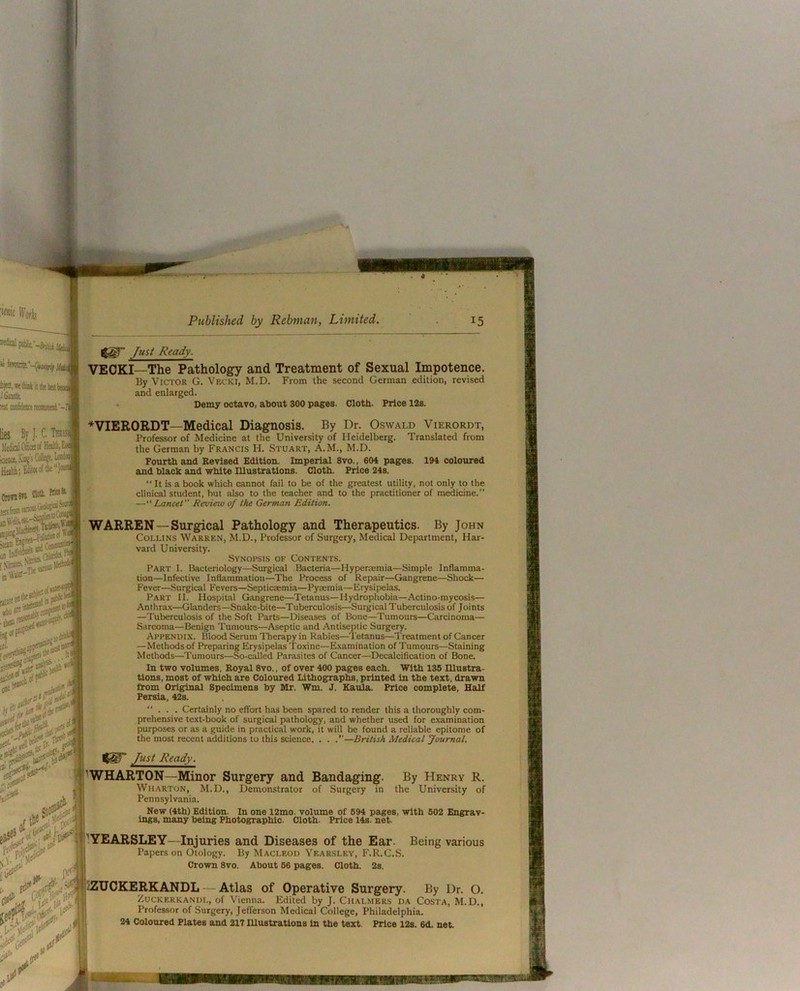 Published by Rebman, Limited. 15
Just Ready.
VECKI—The Pathology and Treatment of Sexual Impotence.
By Victor G. Vecki, M.D. From the second German edition, revised
and enlarged.
Demy octavo, about 300 pages. Cloth. Price 12s.
*VIERORDT—Medical Diagnosis. By Dr. Oswald Vierordt,
Professor of Medicine at the University of Heidelberg. Translated from
the German by Francis H. Stuart, A.M., M.D.
Fourth and Revised Edition. Imperial 8vo., 604 pages. 194 coloured
and black and white Illustrations. Cloth. Price 24s.
“It is a book which cannot fail to be of the greatest utility, not only to the
clinical student, but also to the teacher and to the practitioner of medicine.”
—“Lancet” Review of the German Edition.
WARREN—Surgical Pathology and Therapeutics. By John
Collins Warren, M.D., Professor of Surgery, Medical Department, Har-
vard University.
Synopsis of Contents.
Part I. Bacteriology—Surgical Bacteria—Hyperæmia—Simple Inflamma-
tion—Infective Inflammation—The Process of Repair—Gangrene—Shock—
Fever—Surgical Fevers—Septicæmia—Pyæmia—Erysipelas.
Part II. Hospital Gangrene—Tetanus—Hydrophobia—Actino-mycosis—
Anthrax—Glanders—Snake-bite—Tuberculosis—Surgical Tuberculosis of Joints
—Tuberculosis of the Soft Parts—Diseases of Bone—Tumours—Carcinoma—
Sarcoma—Benign Tumours—Aseptic and Antiseptic Surgery.
Appendix. Blood Serum Therapy in Rabies—Tetanus—Treatment of Cancer
—Methods of Preparing Erysipelas Toxine—Examination of Tumours—Staining
Methods—Tumours—So-called Parasites of Cancer—Decalcification of Bone.
In two volumes, Royal 8vo., of over 400 pages each. With 135 Illustra-
tions, most of which are Coloured Lithographs, printed in the text, drawn
from Original Specimens by Mr. Wm. J. Kaula. Price complete, Half
Persia, 42s.
“. . . Certainly no effort has been spared to render this a thoroughly com-
prehensive text-book of surgical pathology, and whether used for examination
purposes or as a guide in practical work, it will be found a reliable epitome of
the most recent additions to this science. . . .”—British Medical Journal.
Just Ready.
WHARTON—Minor Surgery and Bandaging. By Henry R.
Wharton, M.D., Demonstrator of Surgery in the University of
Pennsylvania.
New (4th) Edition. In one 12mo. volume of 594 pages, with 502 Engrav-
ings, many being Photographic. Cloth. Price 14s. net.
YEARSLEY—Injuries and Diseases of the Ear. Being various
Papers on Otology. By Macleod Yearsley, F.R.C.S.
Crown 8vo. About 56 pages. Cloth. 2s.
ZUCKERKANDL—Atlas of Operative Surgery. By Dr. O.
Zuckerkandl, of Vienna. Edited by J. Chalmers da Costa, M.D.,
Professor of Surgery, Jefferson Medical College, Philadelphia.
24 Coloured Plates and 217 Illustrations in the text. Price 12s. 6d. net.